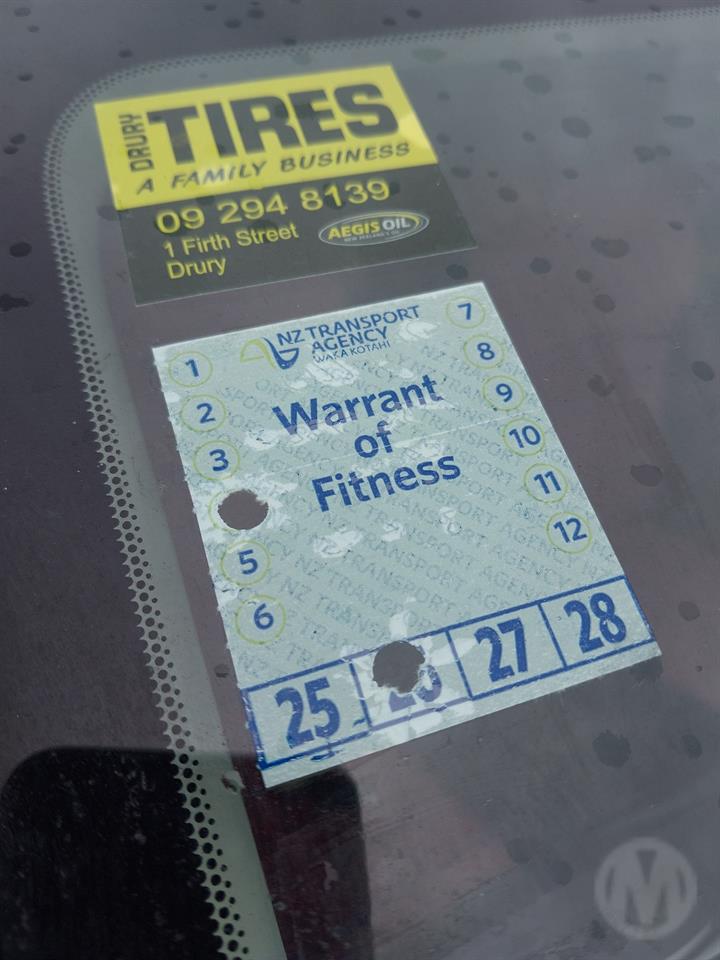 DRURY
TIRES
A FAMILY BUSINESS
09 294 8139
1 Firth Street
Drury
AEGIS OIL
NZ TRANSPORT
AGENCY
WAKA KOTAHI
Warrant
of
Fitness
1
2
3
5
6
7
8
9
10
11
12
25
27
28
M